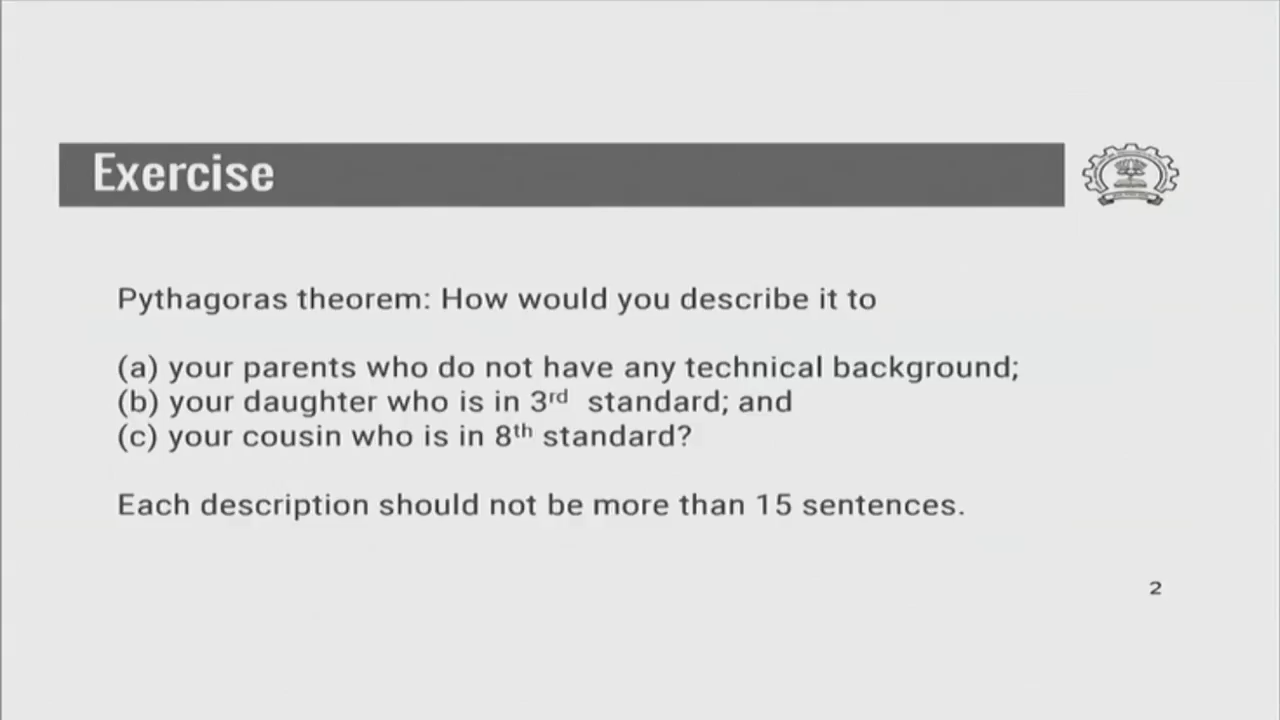 Exercise
Pythagoras theorem: How would you describe it to
(a) your parents who do not have any technical background;
(b) your daughter who is in 3rd standard; and
(c) your cousin who is in 8th standard?
Each description should not be more than 15 sentences.
2